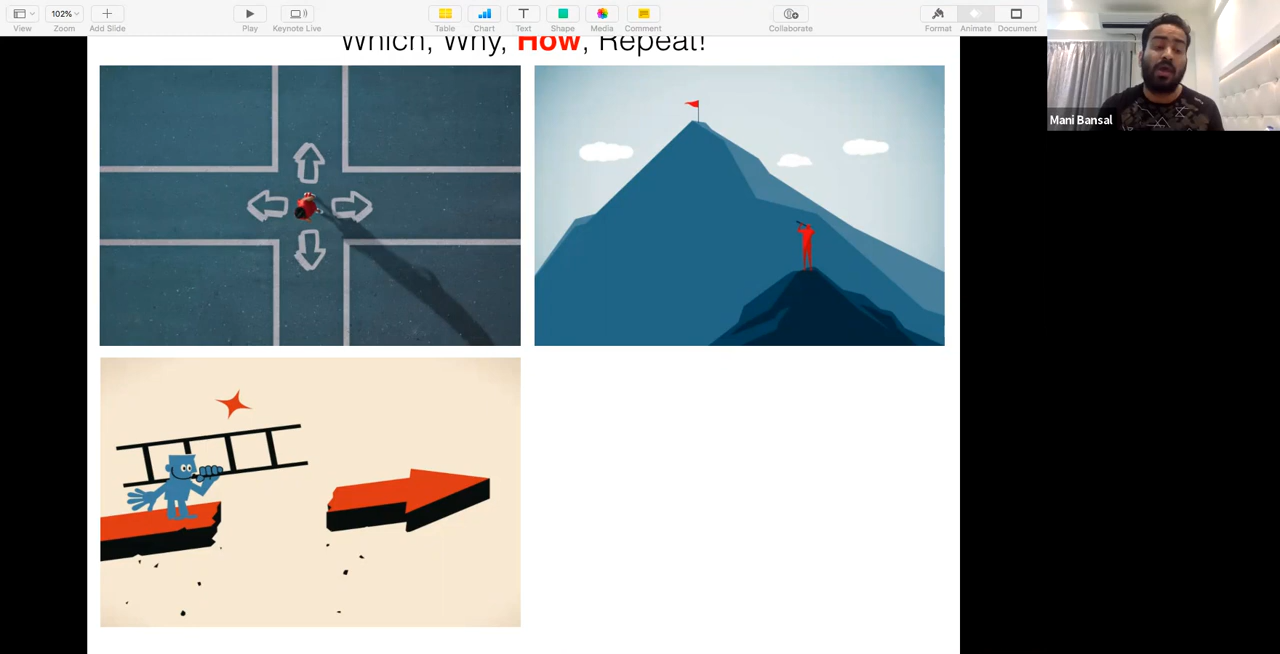 102%
View
Zoom
Add Slide
Play
Keynote Live
Table
Chart
Text
Shape
Media
Comment
Collaborate
Format
Animate
Document
Which, Why, How, Repeat!
Mani Bansal